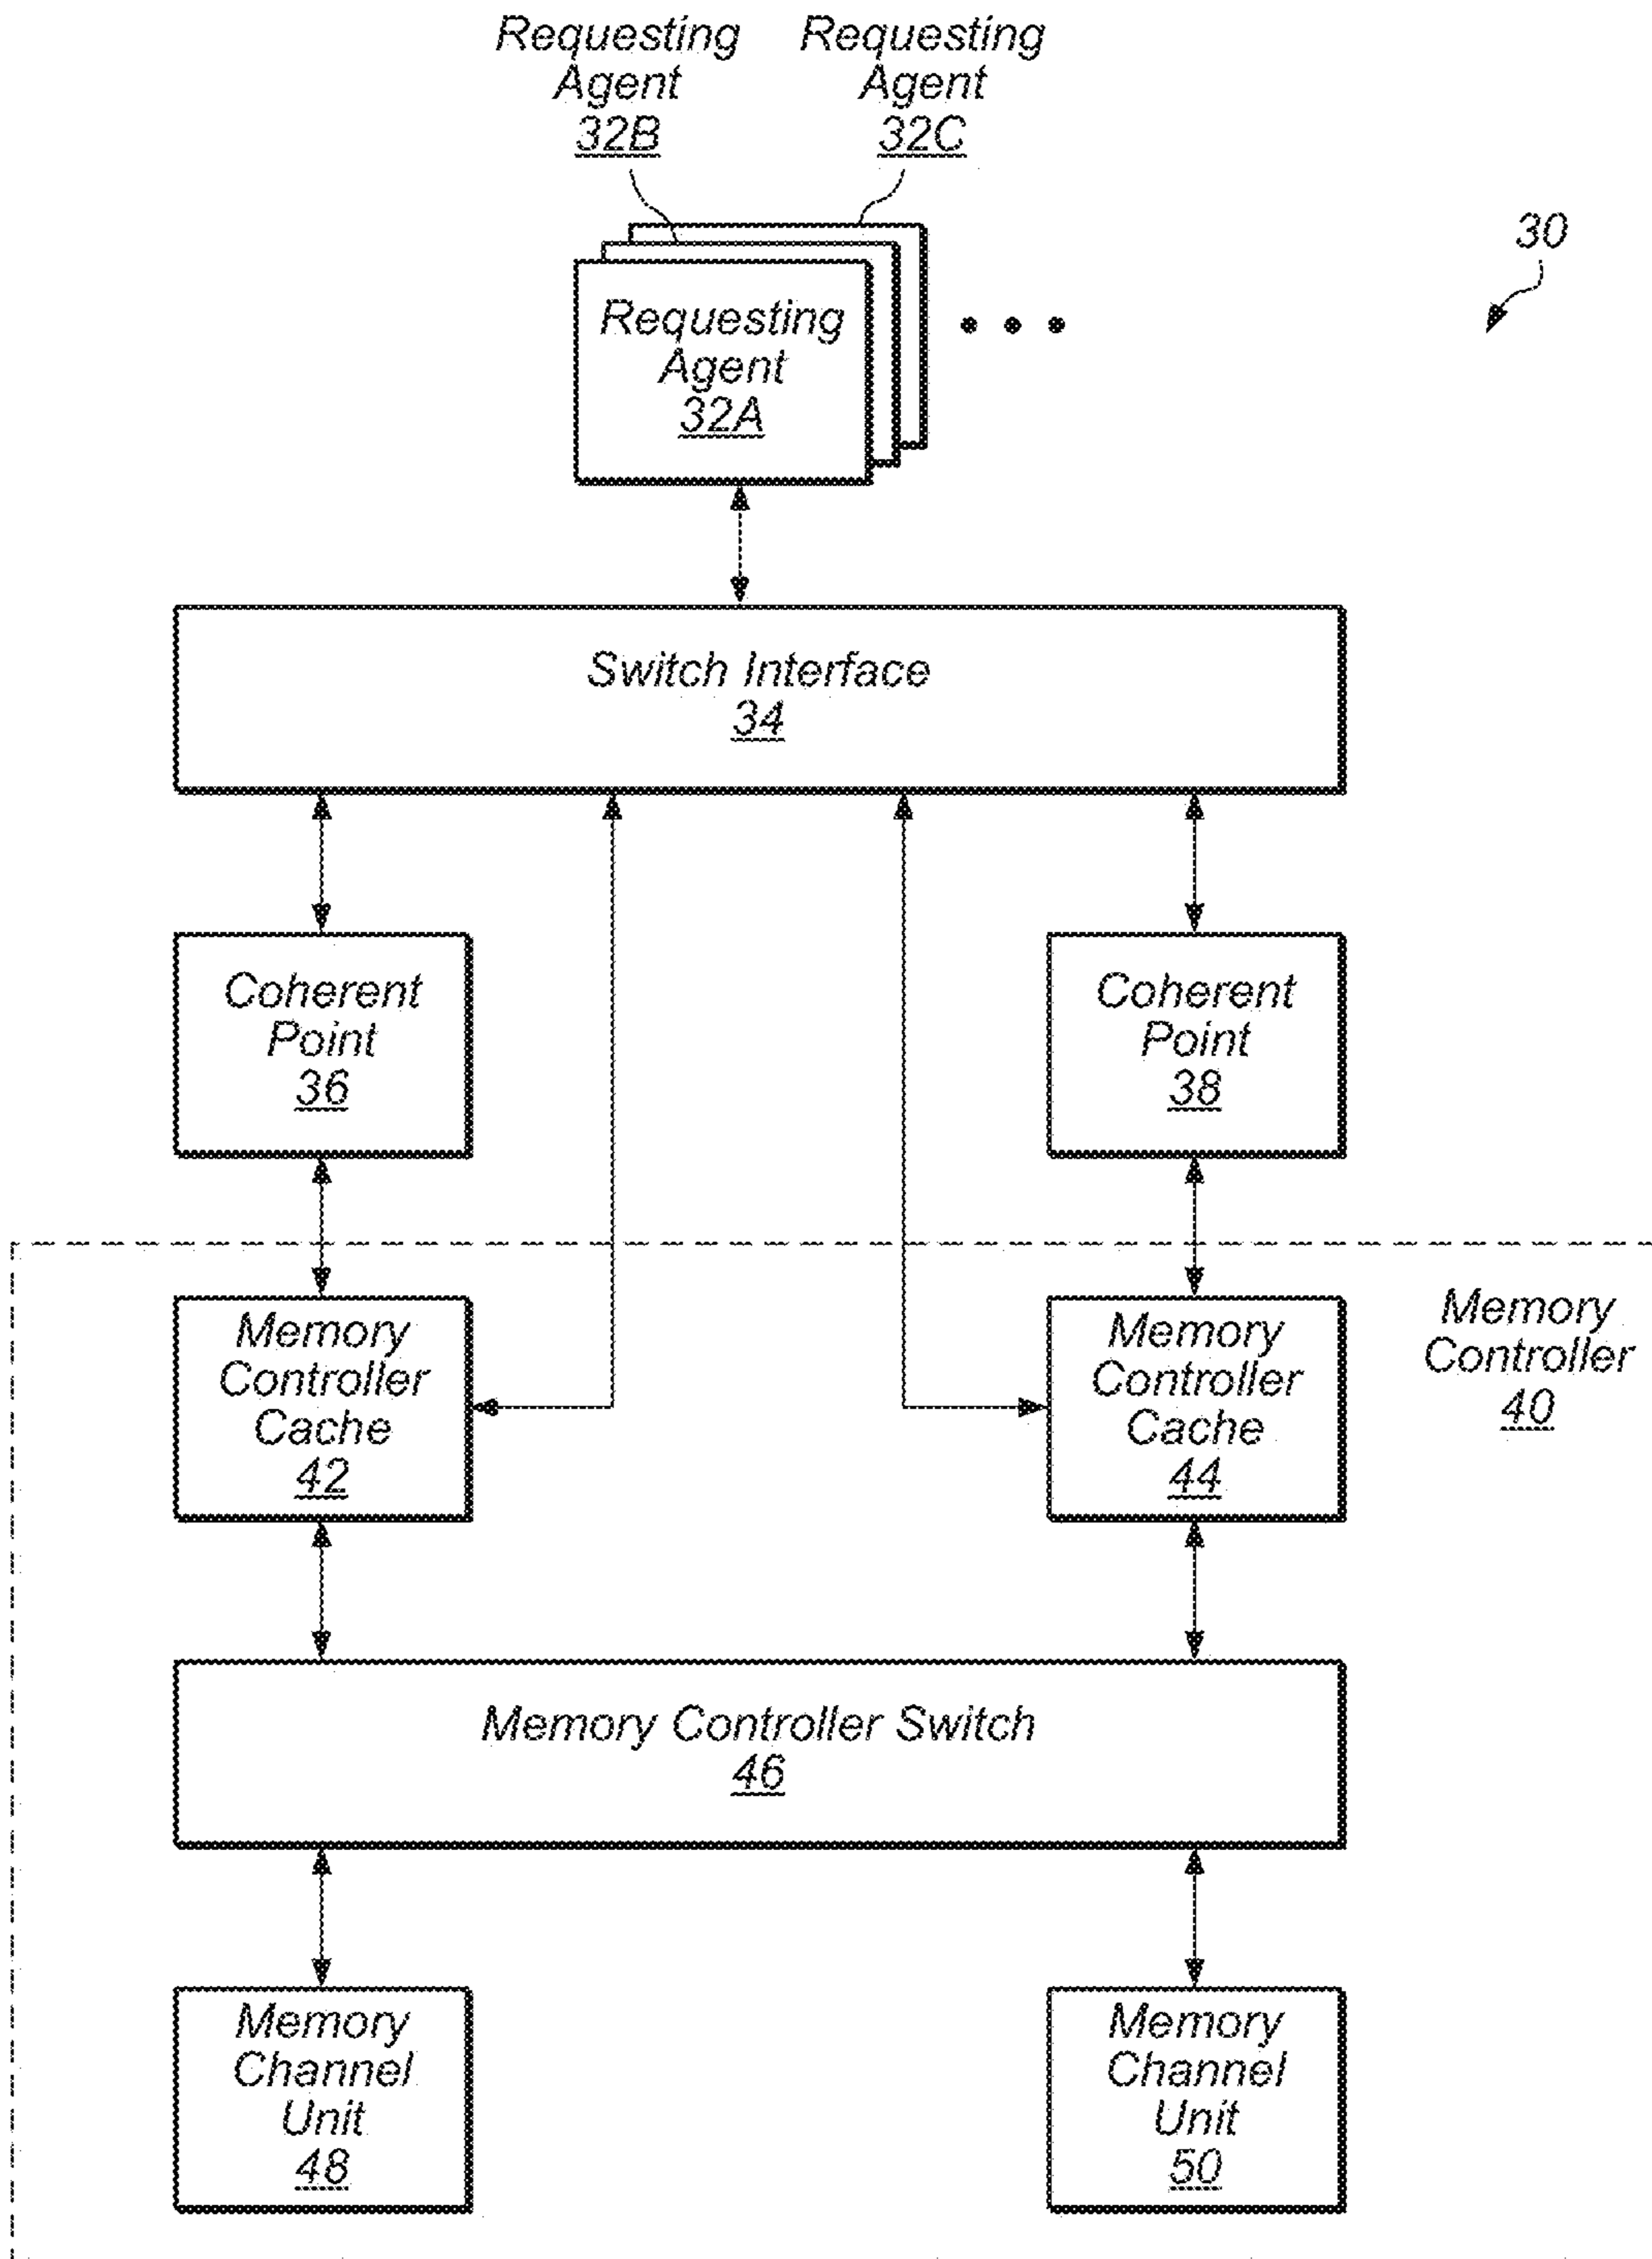 Requesting
Agent
32B
Requesting
Agent
32C
30
Requesting
Agent
32A
Switch Interface
34
Coherent
Point
36
Coherent
Point
38
Memory
Controller
40
Memory
Controller
Cache
42
Memory
Controller
Cache
44
Memory Controller Switch
46
Memory
Channel
Unit
48
Memory
Channel
Unit
50